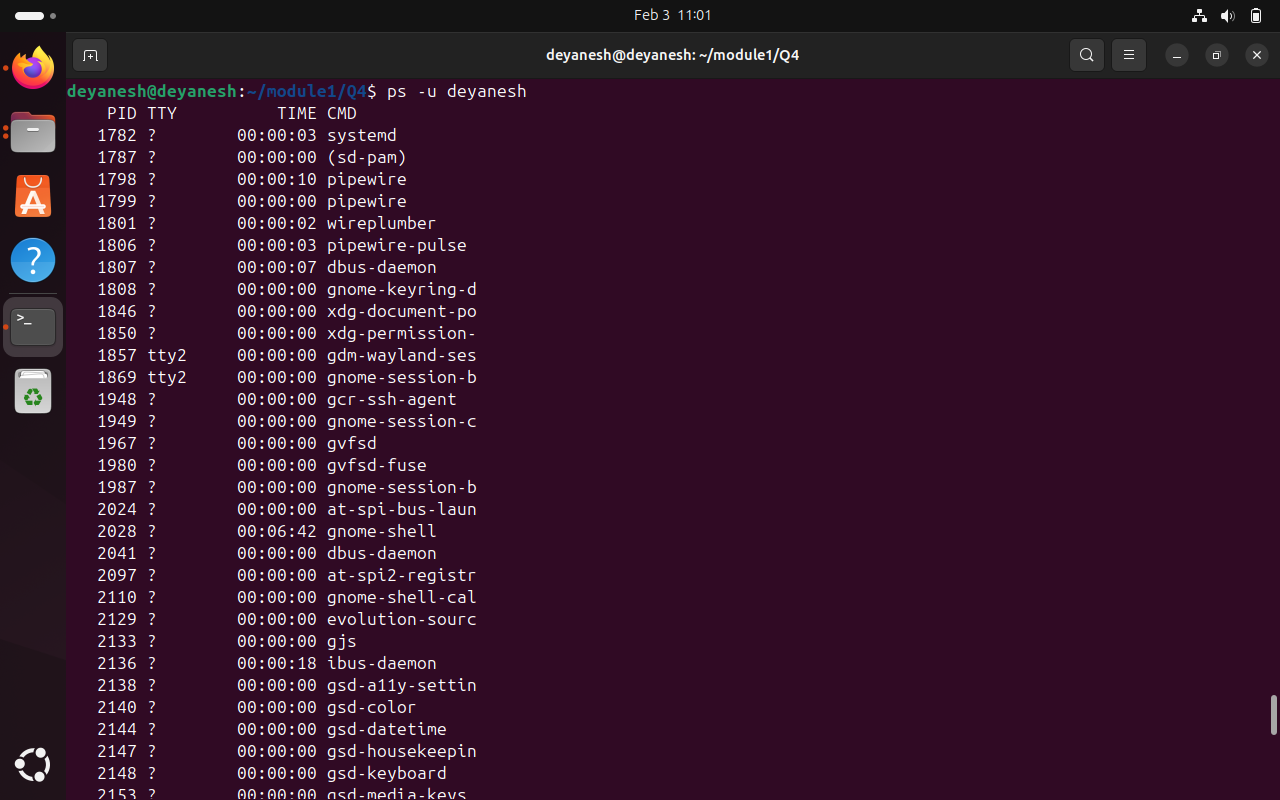 Feb 3 11:01
deyanesh@deyanesh: ~/module1/Q4
deyanesh@deyanesh:~/module1/Q4$ ps -u deyanesh
    PID TTY          TIME CMD
   1782 ?        00:00:03 systemd
   1787 ?        00:00:00 (sd-pam)
   1798 ?        00:00:10 pipewire
   1799 ?        00:00:00 pipewire
   1801 ?        00:00:02 wireplumber
   1806 ?        00:00:03 pipewire-pulse
   1807 ?        00:00:07 dbus-daemon
   1808 ?        00:00:00 gnome-keyring-d
   1846 ?        00:00:00 xdg-document-po
   1850 ?        00:00:00 xdg-permission-
   1857 tty2     00:00:00 gdm-wayland-ses
   1869 tty2     00:00:00 gnome-session-b
   1948 ?        00:00:00 gcr-ssh-agent
   1949 ?        00:00:00 gnome-session-c
   1967 ?        00:00:00 gvfsd
   1980 ?        00:00:00 gvfsd-fuse
   1987 ?        00:00:00 gnome-session-b
   2024 ?        00:00:00 at-spi-bus-laun
   2028 ?        00:06:42 gnome-shell
   2041 ?        00:00:00 dbus-daemon
   2097 ?        00:00:00 at-spi2-registr
   2110 ?        00:00:00 gnome-shell-cal
   2129 ?        00:00:00 evolution-sourc
   2133 ?        00:00:00 gjs
   2136 ?        00:00:18 ibus-daemon
   2138 ?        00:00:00 gsd-a11y-settin
   2140 ?        00:00:00 gsd-color
   2144 ?        00:00:00 gsd-datetime
   2147 ?        00:00:00 gsd-housekeepin
   2148 ?        00:00:00 gsd-keyboard
   2153 ?        00:00:00 gsd-media-keys